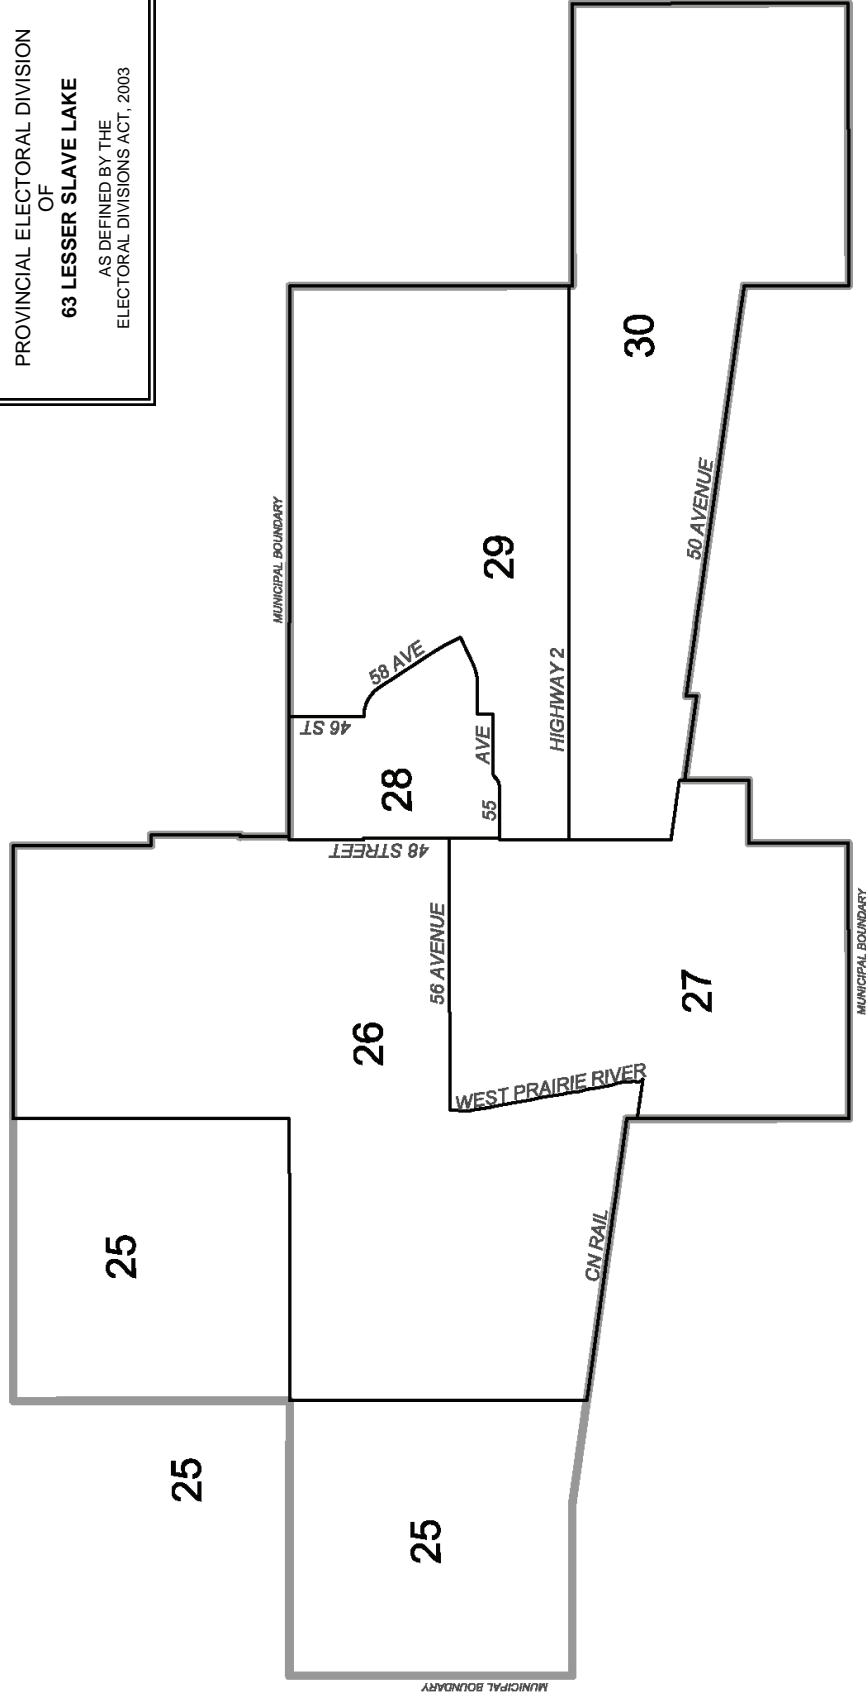 PROVINCIAL ELECTORAL DIVISION
OF
63 LESSER SLAVE LAKE
AS DEFINED BY THE
ELECTORAL DIVISIONS ACT, 2003
25
25
25
MUNICIPAL BOUNDARY
26
CN RAIL
WEST PRAIRIE RIVER
56 AVENUE
48 STREET
27
MUNICIPAL BOUNDARY
28
46 ST
58 AVE
55
AVE
MUNICIPAL BOUNDARY
29
HIGHWAY 2
50 AVENUE
30